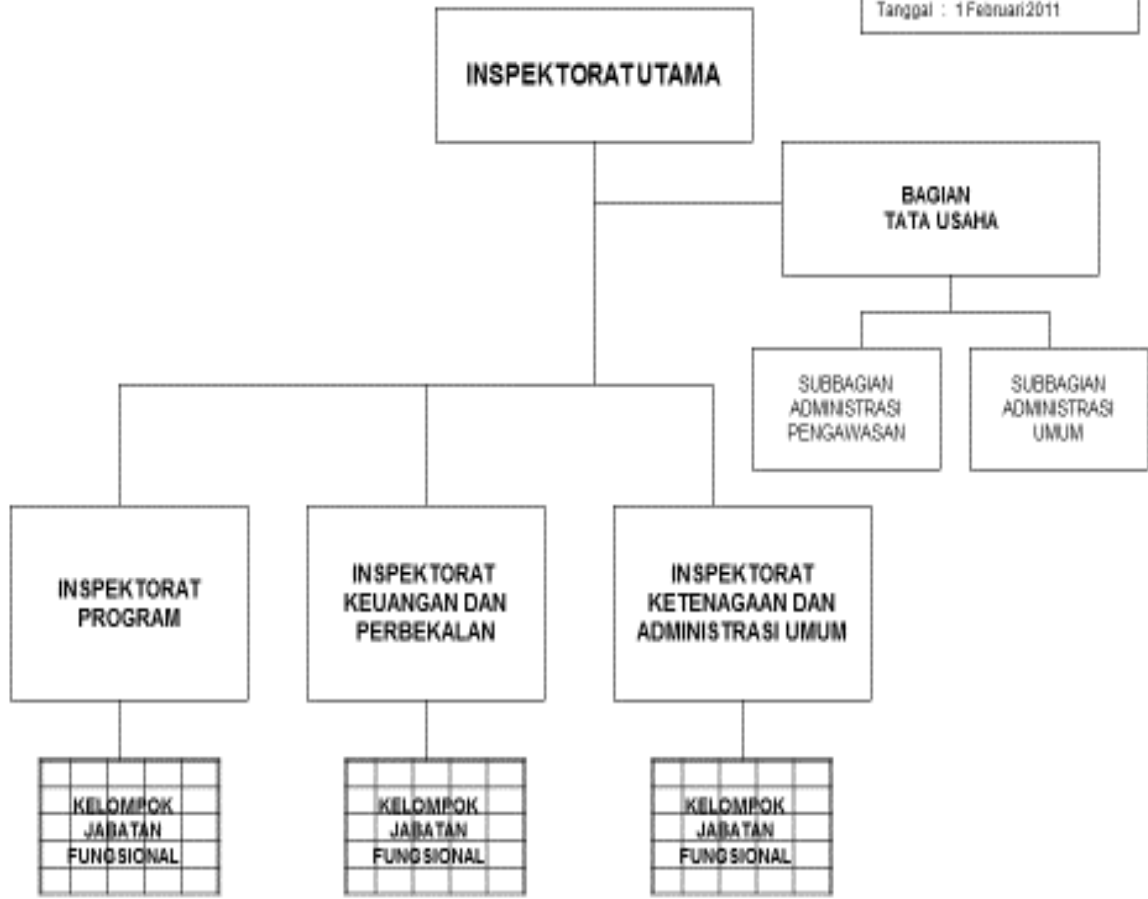 Tanggal : 1 Februari 2011
INSPEKTORAT UTAMA
BAGIAN
TATA USAHA
SUBBAGIAN
ADMINISTRASI
PENGAWASAN
SUBBAGIAN
ADMINISTRASI
UMUM
INSPEKTORAT
PROGRAM
INSPEKTORAT
KEUANGAN DAN
PERBEKALAN
INSPEKTORAT
KETENAGAAN DAN
ADMINISTRASI UMUM
KELOMPOK
JABATAN
FUNGSIONAL
KELOMPOK
JABATAN
FUNGSIONAL
KELOMPOK
JABATAN
FUNGSIONAL